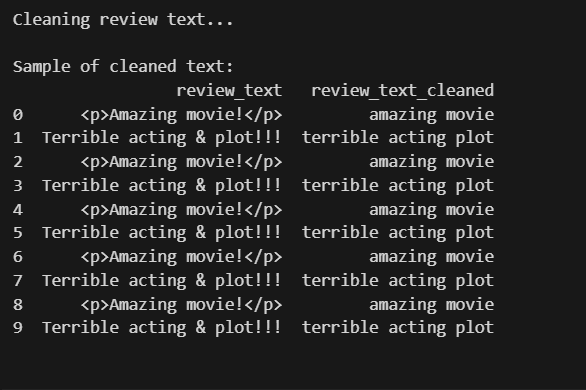 Cleaning review text...
Sample of cleaned text:
review_text review_text_cleaned
0 <p>Amazing movie!</p> amazing movie
1 Terrible acting & plot!!! terrible acting plot
2 <p>Amazing movie!</p> amazing movie
3 Terrible acting & plot!!! terrible acting plot
4 <p>Amazing movie!</p> amazing movie
5 Terrible acting & plot!!! terrible acting plot
6 <p>Amazing movie!</p> amazing movie
7 Terrible acting & plot!!! terrible acting plot
8 <p>Amazing movie!</p> amazing movie
9 Terrible acting & plot!!! terrible acting plot